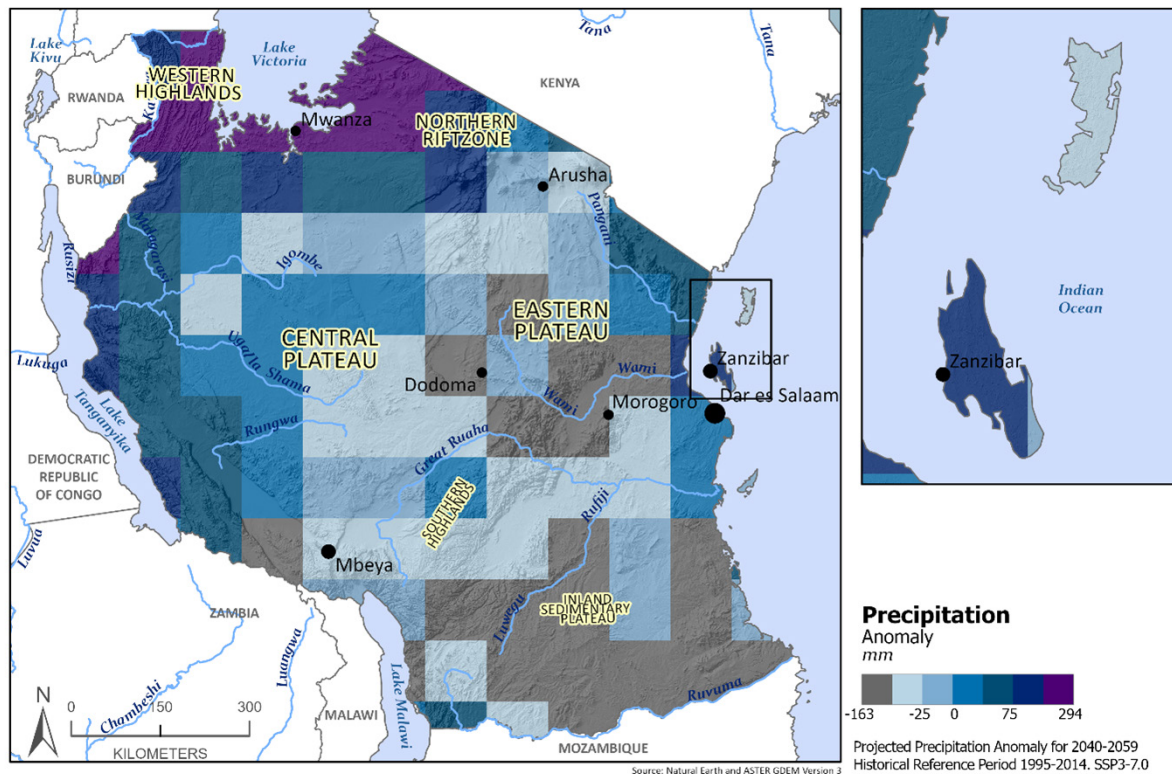 Lake
Kivu
RWANDA
BURUNDI
WESTERN
HIGHLANDS
Lake
Victoria
Mwanza
NORTHERN
RIFTZONE
Tana
Tana
KENYA
Arusha
Pangani
Rusizi
Malagarasi
Igombe
CENTRAL
PLATEAU
EASTERN
PLATEAU
Ugalla Shama
Lukuga
Dodoma
Wami
Wami
Zanzibar
Morogoro
Dar es Salaam
Lake
Tanganyika
Rungwa
DEMOCRATIC
REPUBLIC
OF CONGO
Great Ruaha
SOUTHERN
HIGHLANDS
Rufiji
Luvua
Mbeya
ZAMBIA
Luwegu
INLAND
SEDIMENTARY
PLATEAU
Luangwa
Chambeshi
Lake Malawi
MALAWI
Ruvuma
MOZAMBIQUE
N
0 150 300
KILOMETERS
Source: Natural Earth and ASTER GDEM Version 3
Indian
Ocean
Zanzibar
Precipitation
Anomaly
mm
-163 -25 0 75 294
Projected Precipitation Anomaly for 2040-2059
Historical Reference Period 1995-2014. SSP3-7.0